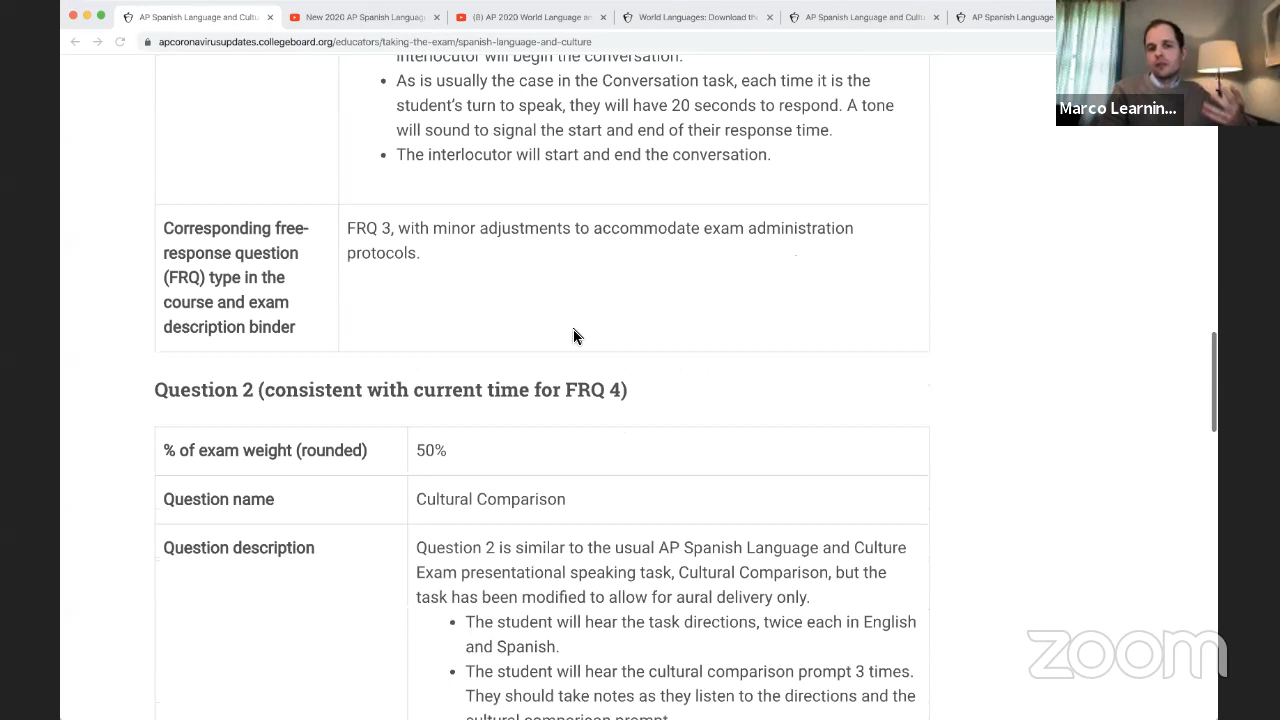 AP Spanish Language and Cultu
New 2020 AP Spanish Languag
(8) AP 2020 World Language an
World Languages: Download th
AP Spanish Language and Cultu
AP Spanish Language
apcoronavirusupdates.collegeboard.org/educators/taking-the-exam/spanish-language-and-culture
Marco Learnin...
interlocutor will begin the conversation.
• As is usually the case in the Conversation task, each time it is the
student's turn to speak, they will have 20 seconds to respond. A tone
will sound to signal the start and end of their response time.
• The interlocutor will start and end the conversation.
Corresponding free-
response question
(FRQ) type in the
course and exam
description binder
FRQ 3, with minor adjustments to accommodate exam administration
protocols.
Question 2 (consistent with current time for FRQ 4)
% of exam weight (rounded)
50%
Question name
Cultural Comparison
Question description
Question 2 is similar to the usual AP Spanish Language and Culture
Exam presentational speaking task, Cultural Comparison, but the
task has been modified to allow for aural delivery only.
• The student will hear the task directions, twice each in English
and Spanish.
• The student will hear the cultural comparison prompt 3 times.
They should take notes as they listen to the directions and the
cultural comparison prompt.
zoom